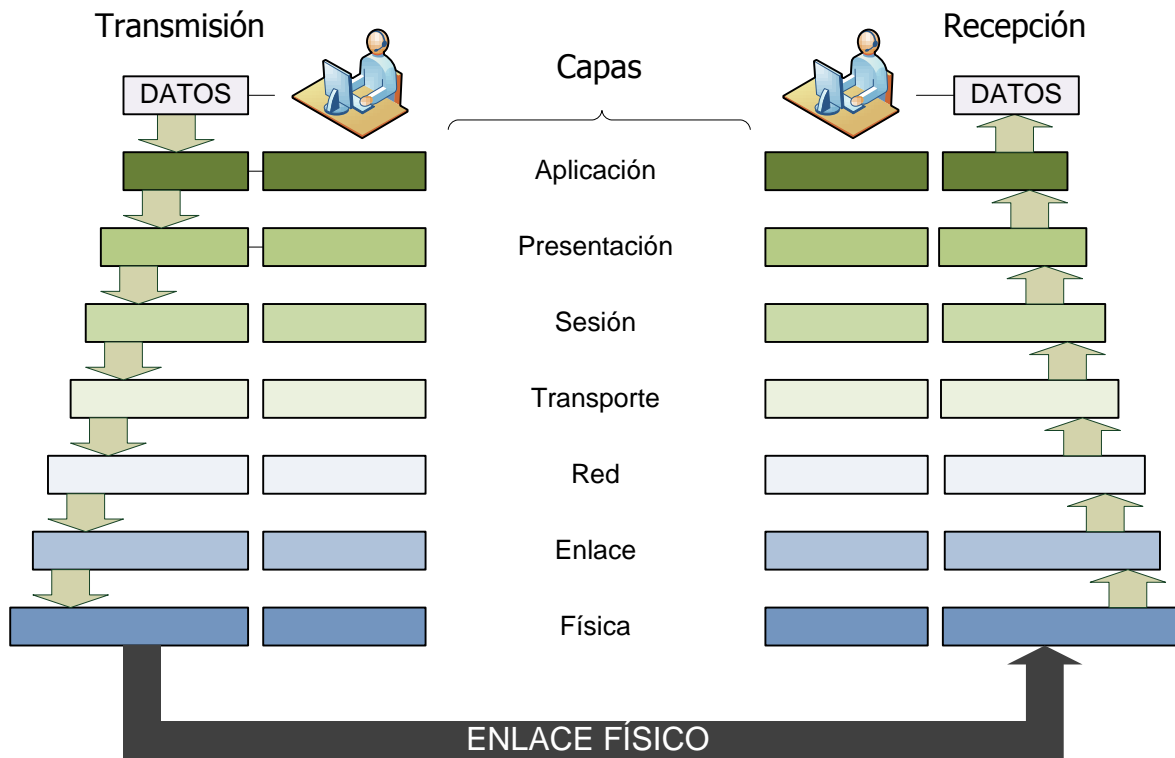 Transmisión
Recepción
Capas
DATOS
DATOS
Aplicación
Presentación
Sesión
Transporte
Red
Enlace
Física
ENLACE FÍSICO